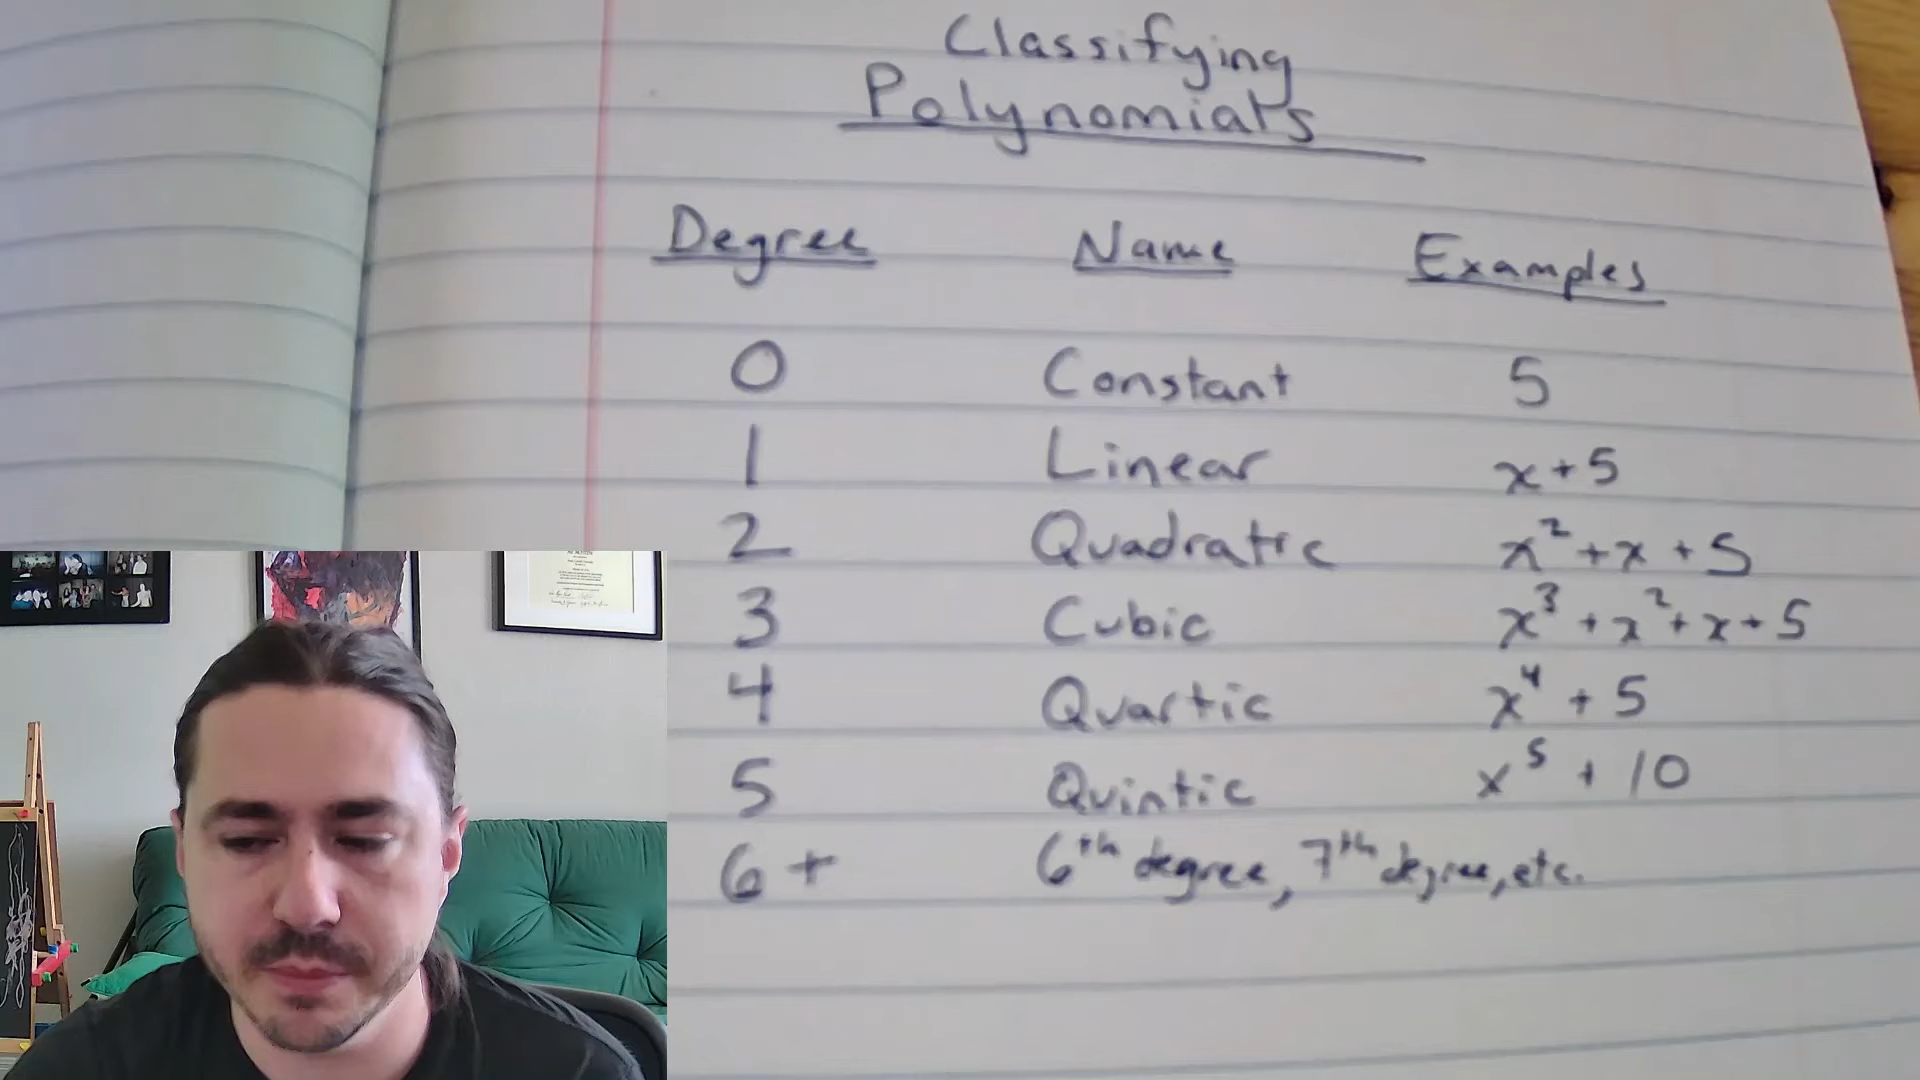 Classifying
Polynomials
Degree Name Examples
0 Constant 5
1 Linear x+5
2 Quadratic x²+x+5
3 Cubic x³+x²+x+5
4 Quartic x⁴+5
5 Quintic x⁵+10
6+ 6th degree, 7th degree, etc.